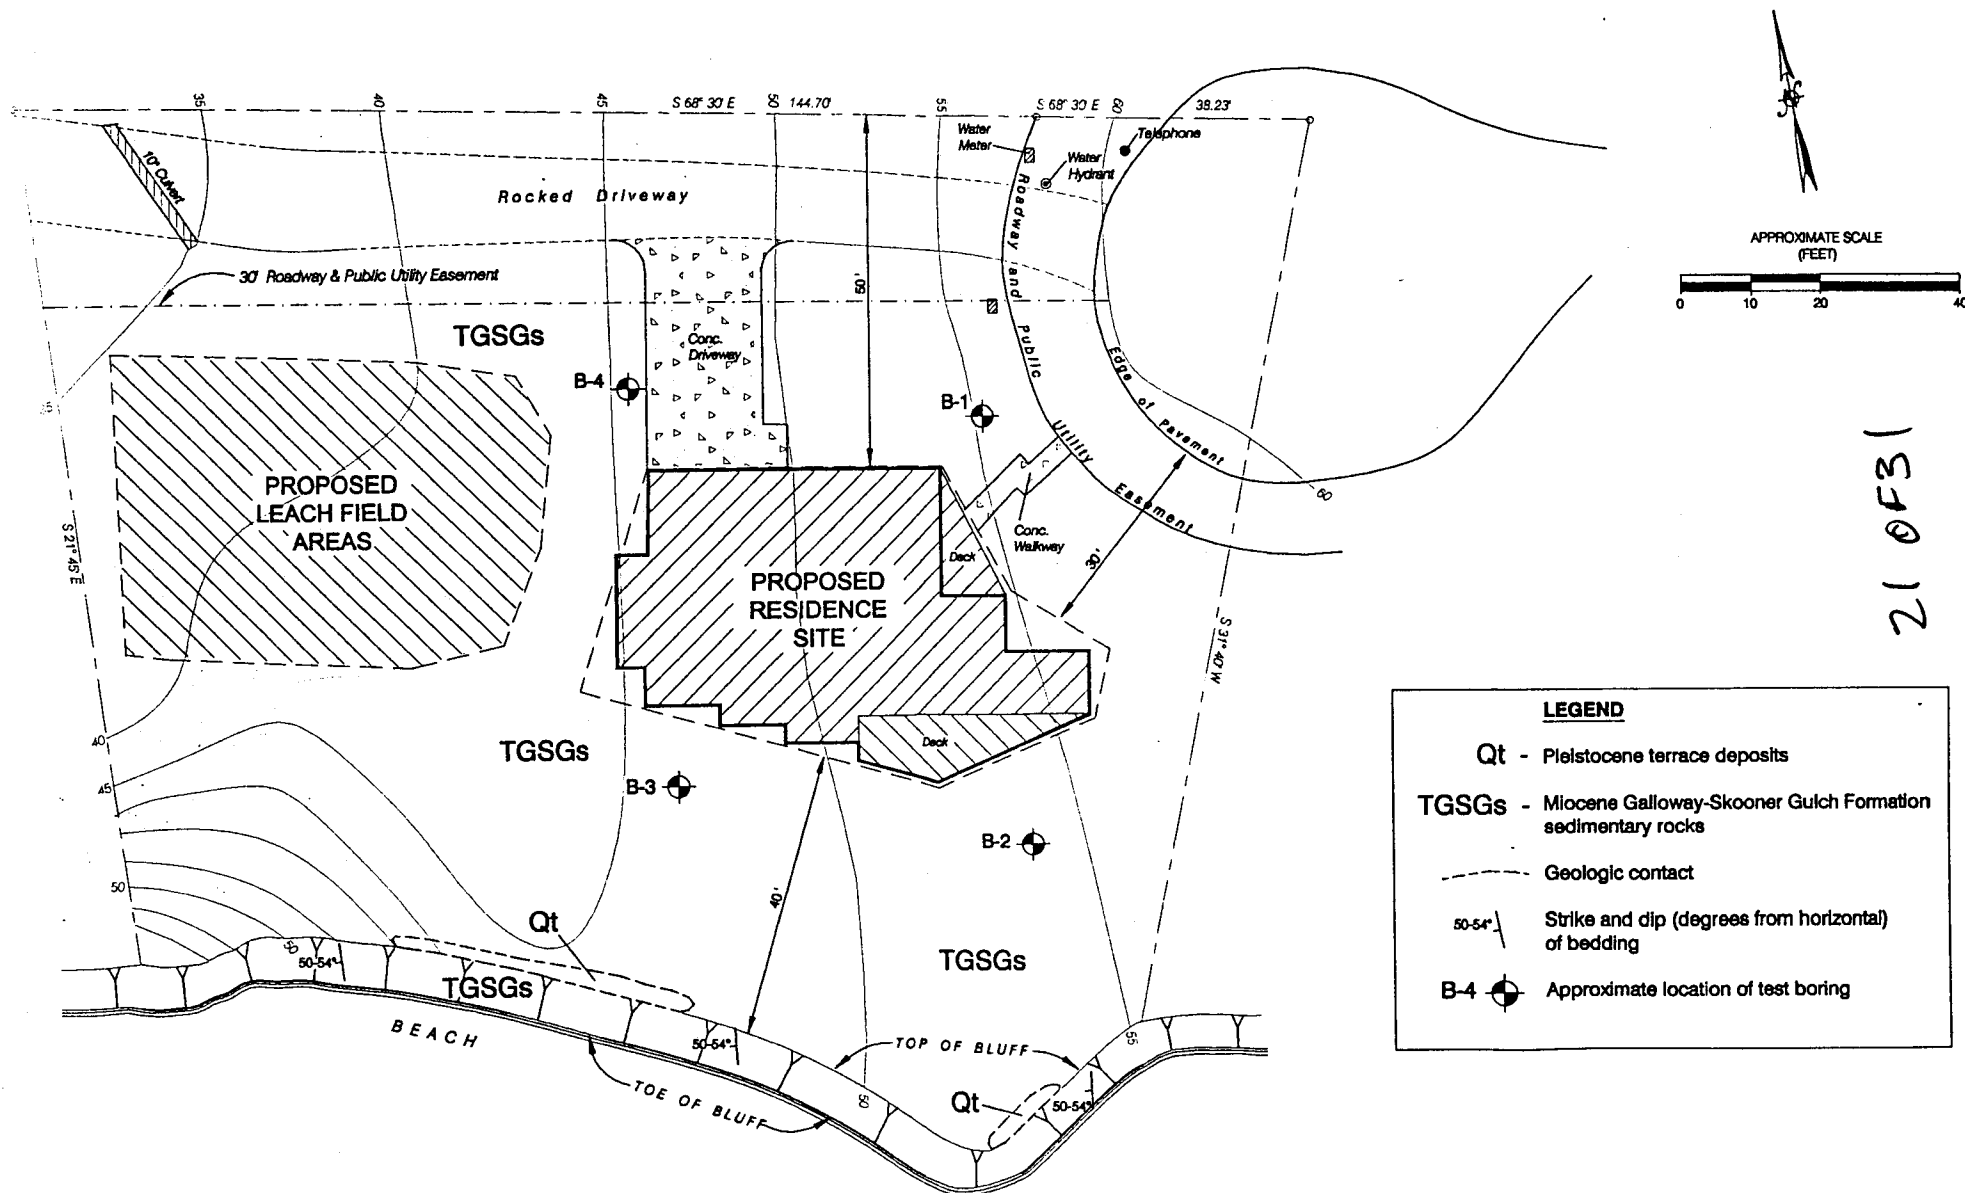 35
40
45
S 68° 30' E
50
144.70'
55
S 68° 30' E
60
38.23'
Water
Meter
Telephone
Water
Hydrant
10" Culvert
Rocked Driveway
Roadway and Public Utility Easement
60'
30' Roadway & Public Utility Easement
APPROXIMATE SCALE
(FEET)
0 10 20 40
TGSGs
Conc.
Driveway
B-4
B-1
Edge of Pavement
35
60
PROPOSED
LEACH FIELD
AREAS
S 21° 45' E
Conc.
Walkway
Deck
30'
PROPOSED
RESIDENCE
SITE
S 31° 40' W
21 OF 31
Deck
TGSGs
B-3
B-2
40
45
50
40'
Qt
TGSGs
50
50-54°
TGSGs
BEACH
50-54°
TOP OF BLUFF
55
TOE OF BLUFF
50
Qt
50-54°
LEGEND
Qt - Pleistocene terrace deposits
TGSGs - Miocene Galloway-Skooner Gulch Formation
sedimentary rocks
Geologic contact
50-54° Strike and dip (degrees from horizontal)
of bedding
B-4 Approximate location of test boring